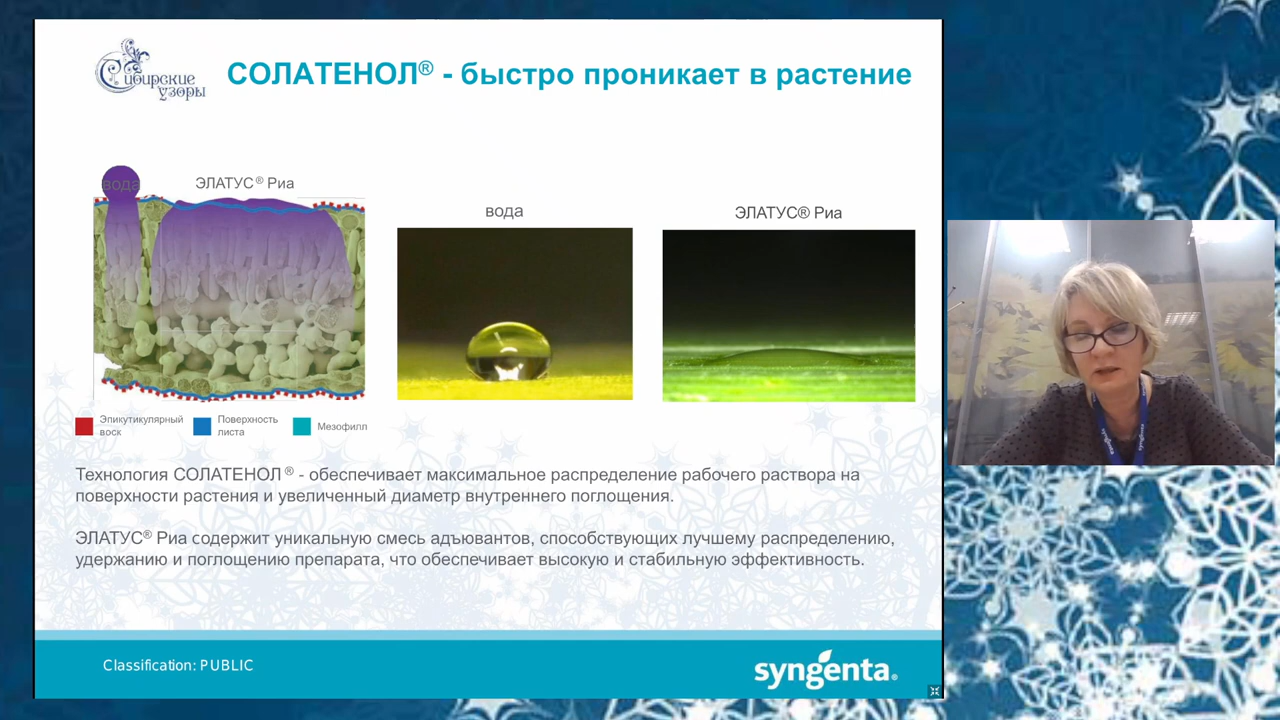 Сибирские
узоры
СОЛАТЕНОЛ® - быстро проникает в растение
вода
ЭЛАТУС® Риа
вода
ЭЛАТУС® Риа
Эпикутикулярный
воск
Поверхность
листа
Мезофилл
Технология СОЛАТЕНОЛ ® - обеспечивает максимальное распределение рабочего раствора на
поверхности растения и увеличенный диаметр внутреннего поглощения.
ЭЛАТУС® Риа содержит уникальную смесь адъювантов, способствующих лучшему распределению,
удержанию и поглощению препарата, что обеспечивает высокую и стабильную эффективность.
Classification: PUBLIC
syngenta®
syngenta